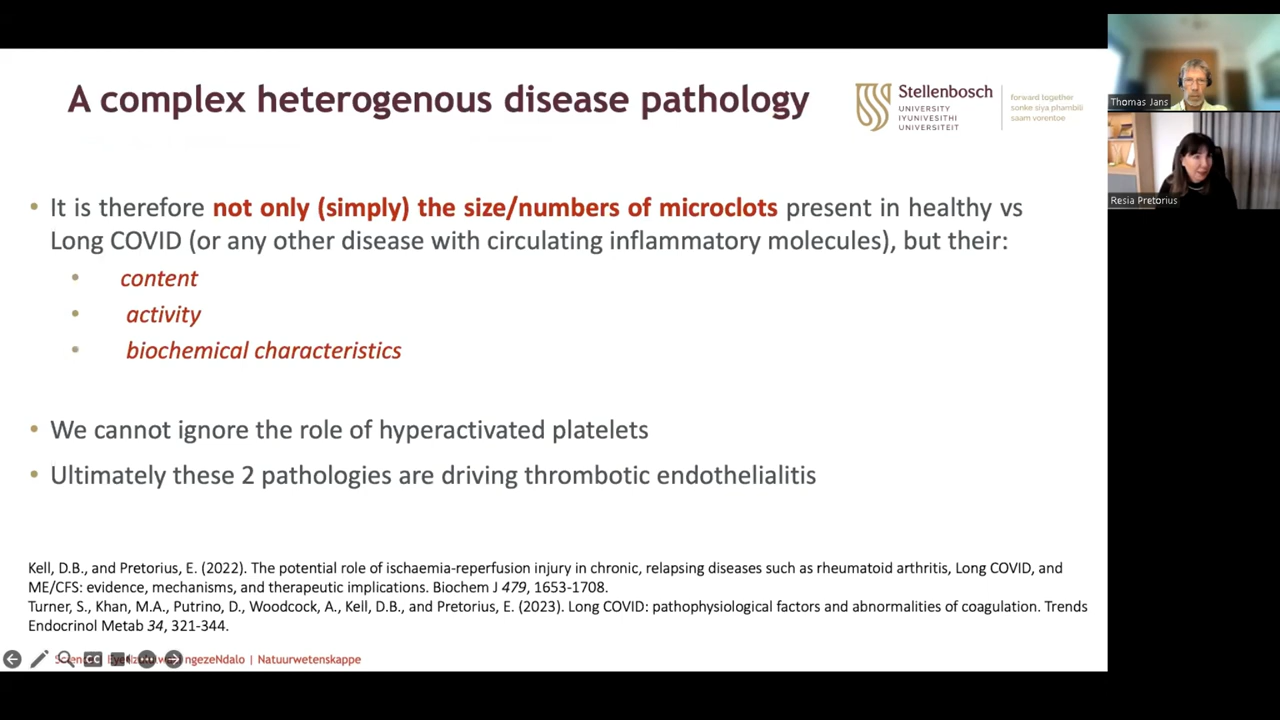 A complex heterogenous disease pathology
Stellenbosch
UNIVERSITY
IYUNIVESITHI
UNIVERSITEIT
forward together
sonke siya phambili
saam vorentoe
• It is therefore not only (simply) the size/numbers of microclots present in healthy vs
Long COVID (or any other disease with circulating inflammatory molecules), but their:
• content
• activity
• biochemical characteristics
• We cannot ignore the role of hyperactivated platelets
• Ultimately these 2 pathologies are driving thrombotic endothelialitis
Kell, D.B., and Pretorius, E. (2022). The potential role of ischaemia-reperfusion injury in chronic, relapsing diseases such as rheumatoid arthritis, Long COVID, and
ME/CFS: evidence, mechanisms, and therapeutic implications. Biochem J 479, 1653-1708.
Turner, S., Khan, M.A., Putrino, D., Woodcock, A., Kell, D.B., and Pretorius, E. (2023). Long COVID: pathophysiological factors and abnormalities of coagulation. Trends
Endocrinol Metab 34, 321-344.
ngezeNdalo | Natuurwetenskappe
Thomas Jans
Resia Pretorius